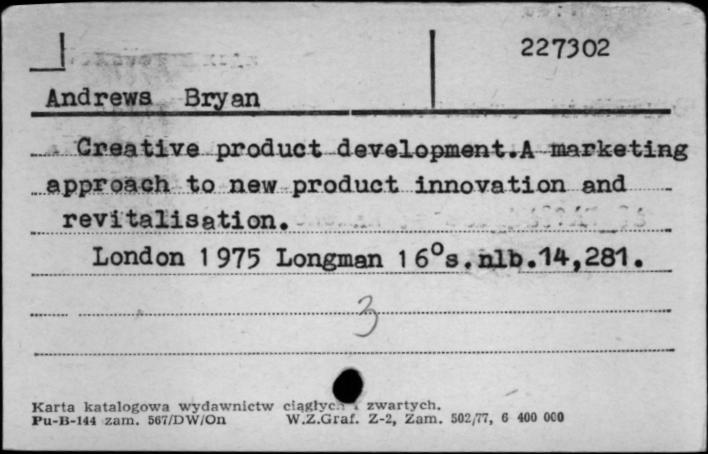 227302
Andrews Bryan
Creative product development.A marketing
approach to new product innovation and
revitalisation.
London 1975 Longman 16°s.nlb.14,281.
3
Karta katalogowa wydawnictw ciągłych i zwartych.
Pu-B-144 zam. 567/DW/On W.Z.Graf. Z-2, Zam. 502/77, 6 400 000